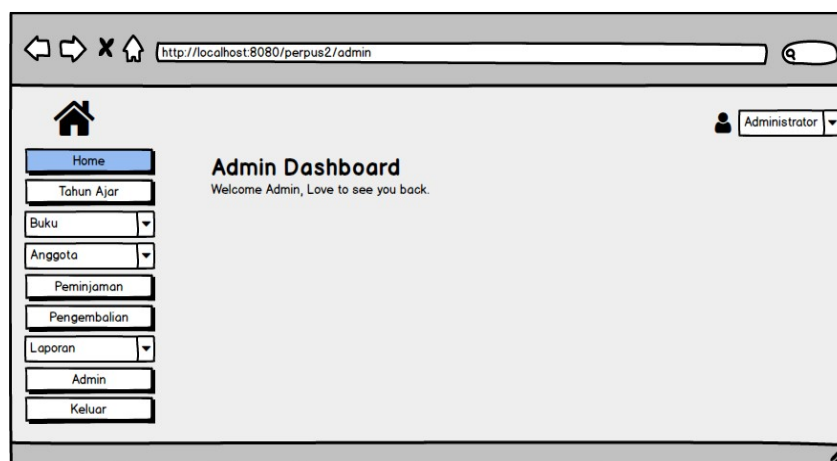 http://localhost:8080/perpus2/admin
Administrator
Home
Tahun Ajar
Buku
Anggota
Peminjaman
Pengembalian
Laporan
Admin
Keluar
Admin Dashboard
Welcome Admin, Love to see you back.